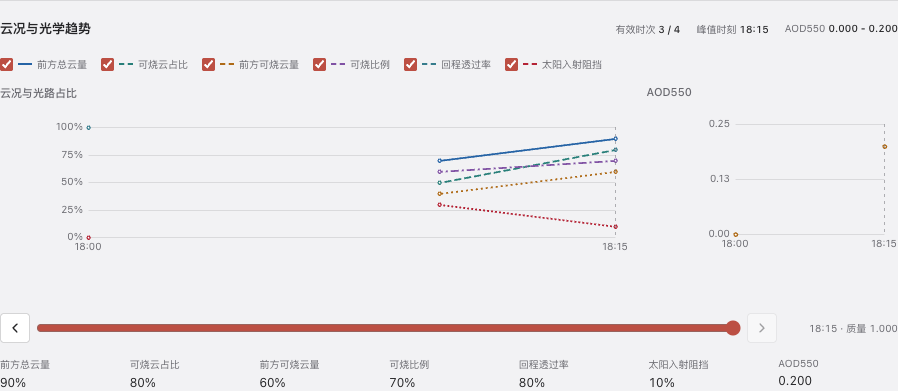 云况与光学趋势
有效时次 3 / 4 峰值时刻 18:15 AOD550 0.000 - 0.200
前方总云量 可烧云占比 前方可烧云量 可烧比例 回程透过率 太阳入射阻挡
云况与光路占比 AOD550
100%
75%
50%
25%
0%
18:00 18:15
0.25
0.13
0.00
18:00 18:15
18:15 · 质量 1.000
前方总云量 可烧云占比 前方可烧云量 可烧比例 回程透过率 太阳入射阻挡 AOD550
90% 80% 60% 70% 80% 10% 0.200